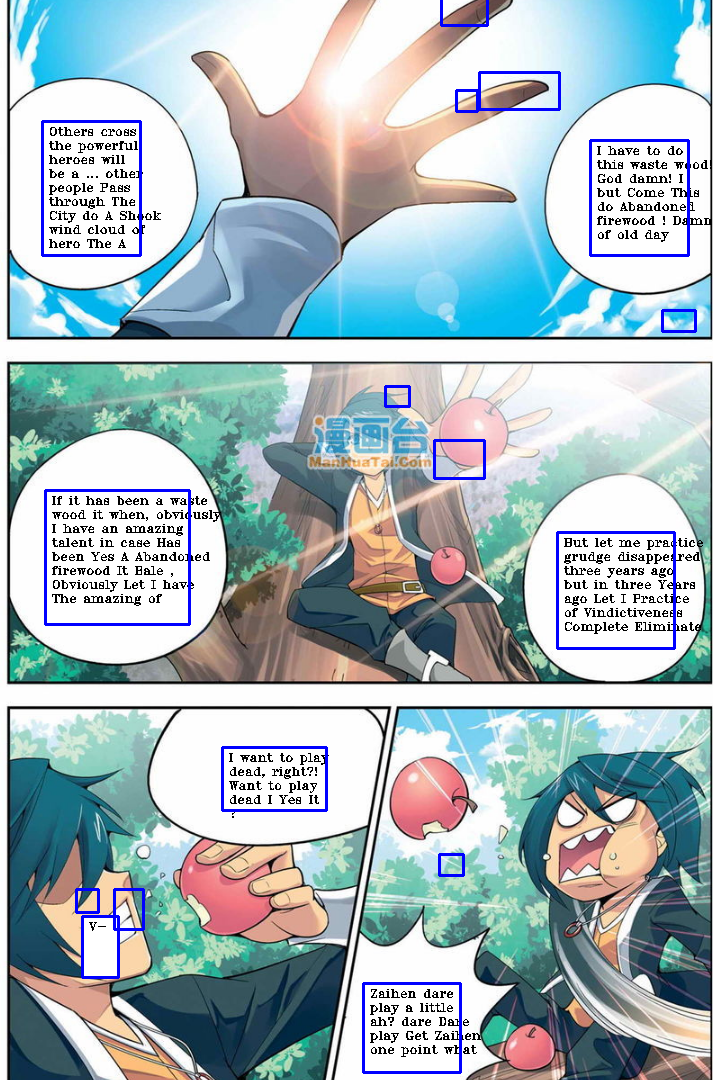 Others cross
the powerful
heroes will
be a ... other
people Pass
through The
City do A Shook
wind cloud of
hero The A
I have to do
this waste wood!
God damn! I
but Come This
do Abandoned
firewood ! Damn
of old day
漫画台
ManHuaTai.Com
If it has been a waste
wood it when, obviously
I have an amazing
talent in case Has
been Yes A Abandoned
firewood It Bale ,
Obviously Let I have
The amazing of
But let me practice
grudge disappeared
three years ago
but in three Years
ago Let I Practice
of Vindictiveness
Complete Eliminate
I want to play
dead, right?!
Want to play
dead I Yes It
?
V-
Zaihen dare
play a little
ah? dare Dare
play Get Zaihen
one point what